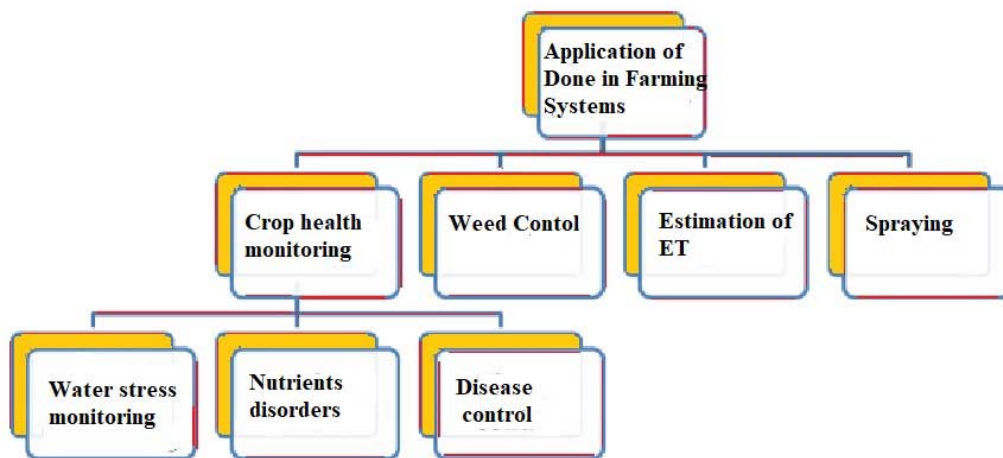 Application of
Done in Farming
Systems
Crop health
monitoring
Weed Contol
Estimation of
ET
Spraying
Water stress
monitoring
Nutrients
disorders
Disease
control